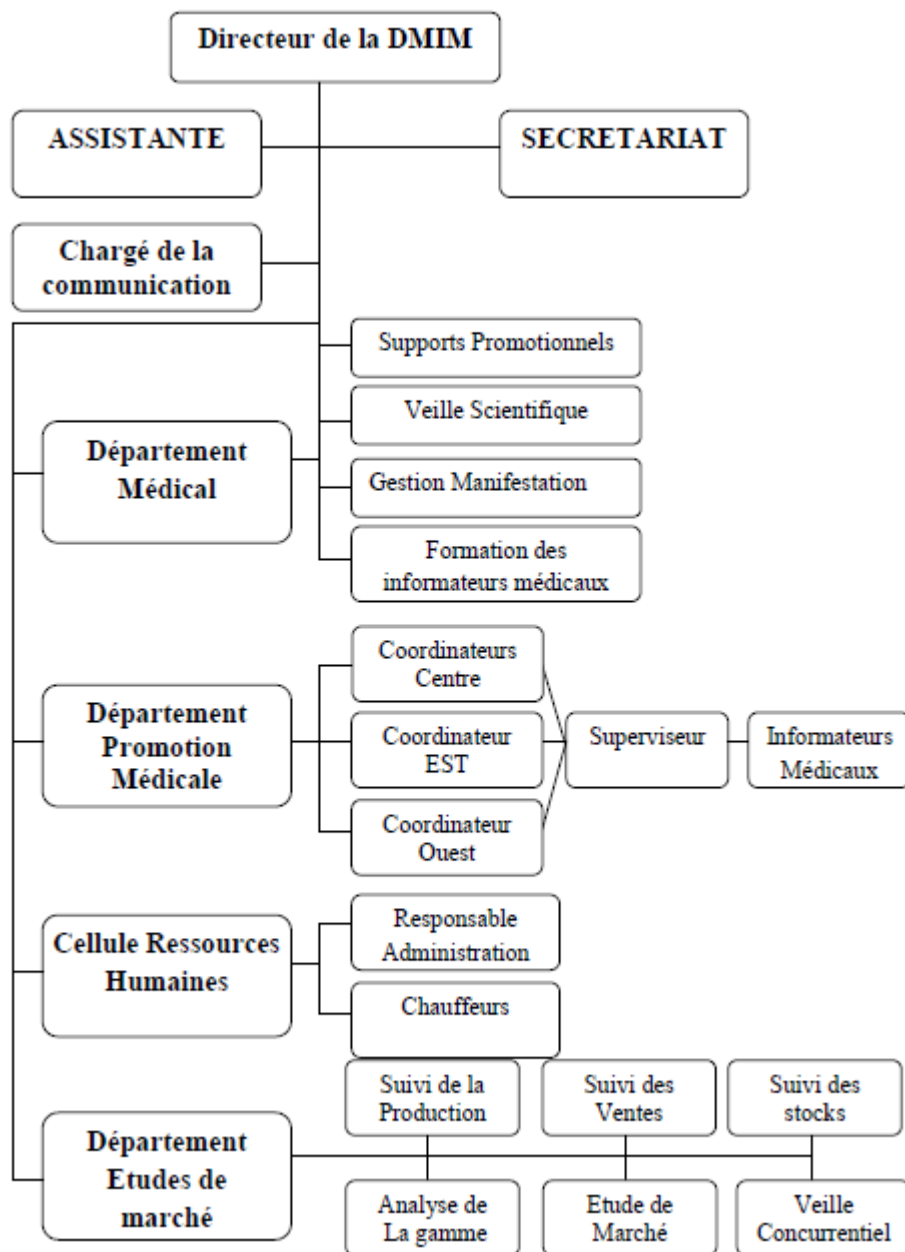 Directeur de la DMIM
ASSISTANTE
SECRETARIAT
Chargé de la
communication
Supports Promotionnels
Veille Scientifique
Département
Médical
Gestion Manifestation
Formation des
informateurs médicaux
Département
Promotion
Médicale
Coordinateurs
Centre
Coordinateur
EST
Coordinateur
Ouest
Superviseur
Informateurs
Médicaux
Cellule Ressources
Humaines
Responsable
Administration
Chauffeurs
Département
Etudes de
marché
Suivi de la
Production
Suivi des
Ventes
Suivi des
stocks
Analyse de
La gamme
Etude de
Marché
Veille
Concurrentiel